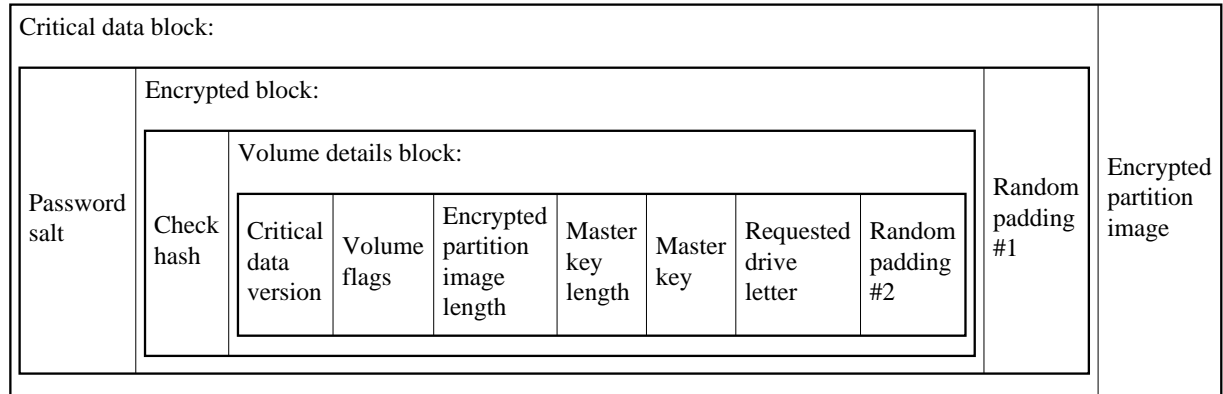 Critical data block:
Encrypted block:
Volume details block:
Password
salt
Check
hash
Critical
data
version
Volume
flags
Encrypted
partition
image
length
Master
key
length
Master
key
Requested
drive
letter
Random
padding
#2
Random
padding
#1
Encrypted
partition
image